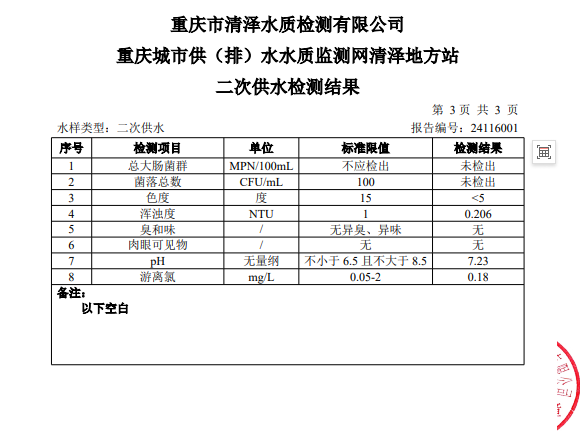 重庆市清泽水质检测有限公司
重庆城市供（排）水水质监测网清泽地方站
二次供水检测结果
第 3 页 共 3 页
水样类型：二次供水 报告编号：24116001
序号 检测项目 单位 标准限值 检测结果
1 总大肠菌群 MPN/100mL 不应检出 未检出
2 菌落总数 CFU/mL 100 未检出
3 色度 度 15 <5
4 浑浊度 NTU 1 0.206
5 臭和味 / 无异臭、异味 无
6 肉眼可见物 / 无 无
7 pH 无量纲 不小于 6.5 且不大于 8.5 7.23
8 游离氯 mg/L 0.05-2 0.18
备注：
以下空白